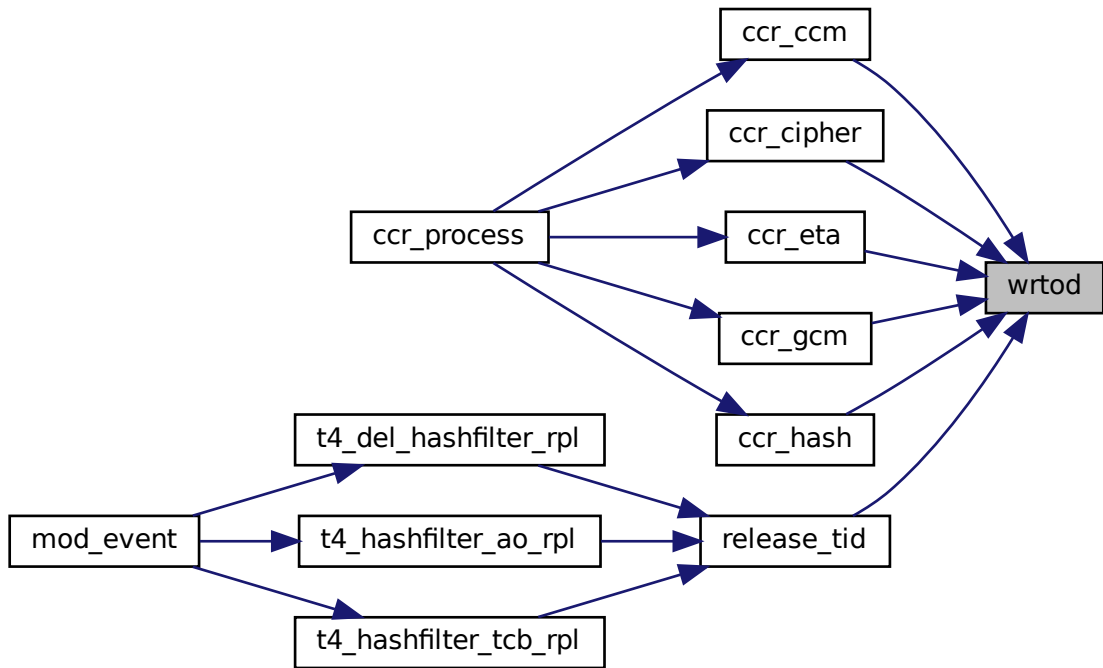 ccr_ccm
ccr_cipher
ccr_process
ccr_eta
wrtod
ccr_gcm
t4_del_hashfilter_rpl
ccr_hash
mod_event
t4_hashfilter_ao_rpl
release_tid
t4_hashfilter_tcb_rpl